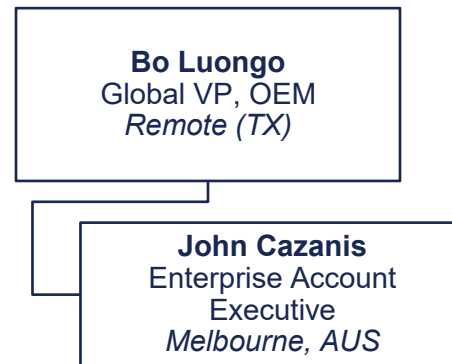 Bo Luongo
Global VP, OEM
Remote (TX)
John Cazanis
Enterprise Account
Executive
Melbourne, AUS